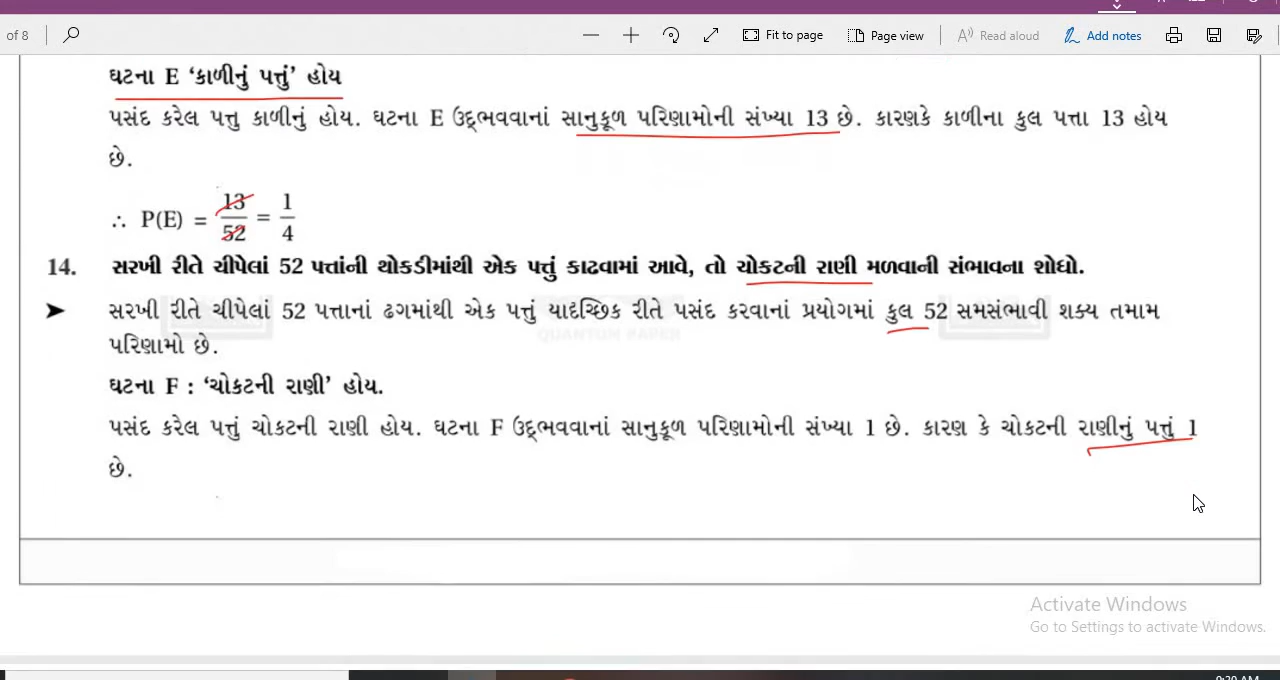 of 8
Fit to page
Page view
Read aloud
Add notes
ઘટના E ‘કાળીનું પત્તું’ હોય
પસંદ કરેલ પત્તુ કાળીનું હોય. ઘટના E ઉદ્ભવવાનાં સાનુકૂળ પરિણામોની સંખ્યા 13 છે. કારણકે કાળીના કુલ પત્તા 13 હોય
છે.
∴ P(E) = 13/52 = 1/4
14. સરખી રીતે ચીપેલાં 52 પત્તાંની થોકડીમાંથી એક પત્તું કાઢવામાં આવે, તો ચોકટની રાણી મળવાની સંભાવના શોધો.
➤ સરખી રીતે ચીપેલાં 52 પત્તાનાં ઢગમાંથી એક પત્તું યાદચ્છિક રીતે પસંદ કરવાનાં પ્રયોગમાં કુલ 52 સમસંભાવી શક્ય તમામ
પરિણામો છે.
QUANTUM PAPER
ઘટના F : ‘ચોકટની રાણી’ હોય.
પસંદ કરેલ પત્તું ચોકટની રાણી હોય. ઘટના F ઉદ્ભવવાનાં સાનુકૂળ પરિણામોની સંખ્યા 1 છે. કારણ કે ચોકટની રાણીનું પત્તું 1
છે.
Activate Windows
Go to Settings to activate Windows.